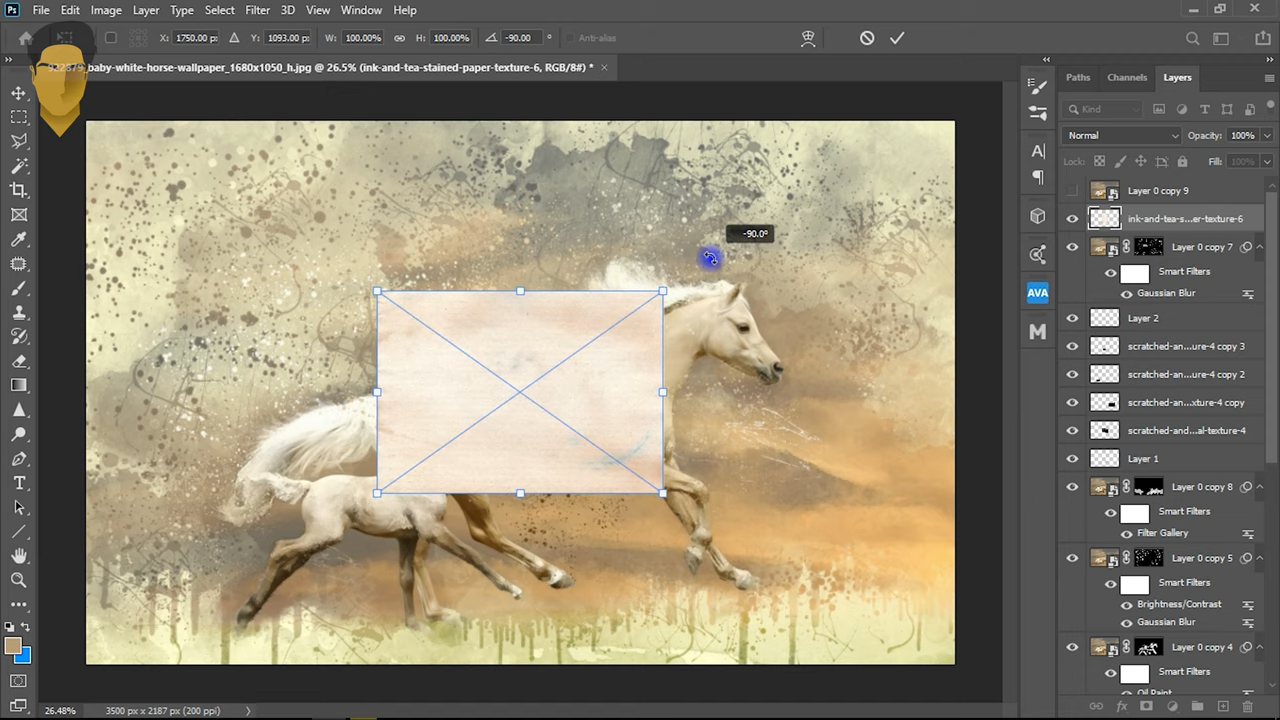 Ps File Edit Image Layer Type Select Filter 3D View Window Help
X: 1750.00 p: Y: 1093.00 p: W: 100.00% H: 100.00% -90.00 ° Anti-alias
_baby-white-horse-wallpaper_1680x1050_h.jpg @ 26.5% (ink-and-tea-stained-paper-texture-6, RGB/8#) *
Paths Channels Layers
Kind
Normal Opacity: 100%
Lock: Fill: 100%
Layer 0 copy 9
ink-and-tea-s...er-texture-6
-90.0°
Layer 0 copy 7
Smart Filters
Gaussian Blur
AVA
Layer 2
M
scratched-an...ure-4 copy 3
scratched-an...ure-4 copy 2
scratched-an...xture-4 copy
scratched-and...al-texture-4
Layer 1
Layer 0 copy 8
Smart Filters
Filter Gallery
Layer 0 copy 5
Smart Filters
Brightness/Contrast
Gaussian Blur
Layer 0 copy 4
Smart Filters
Oil Paint
26.48% 3500 px x 2187 px (200 ppi)